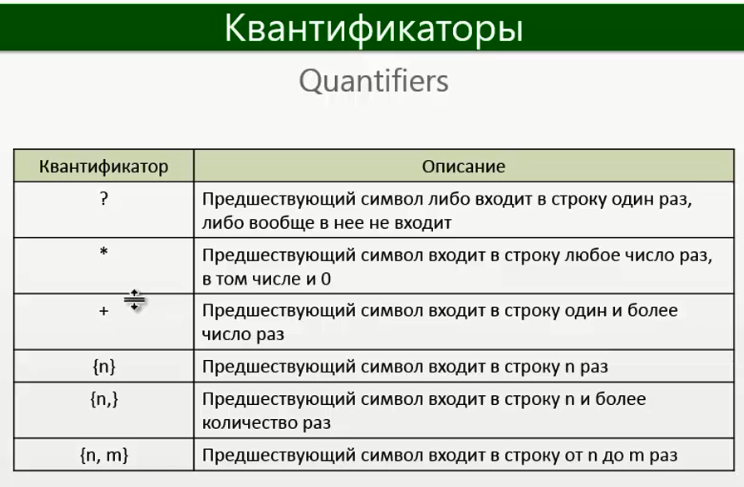 Квантификаторы
Quantifiers
Квантификатор Описание
? Предшествующий символ либо входит в строку один раз,
либо вообще в нее не входит
* Предшествующий символ входит в строку любое число раз,
в том числе и 0
+ Предшествующий символ входит в строку один и более
число раз
{n} Предшествующий символ входит в строку n раз
{n,} Предшествующий символ входит в строку n и более
количество раз
{n, m} Предшествующий символ входит в строку от n до m раз